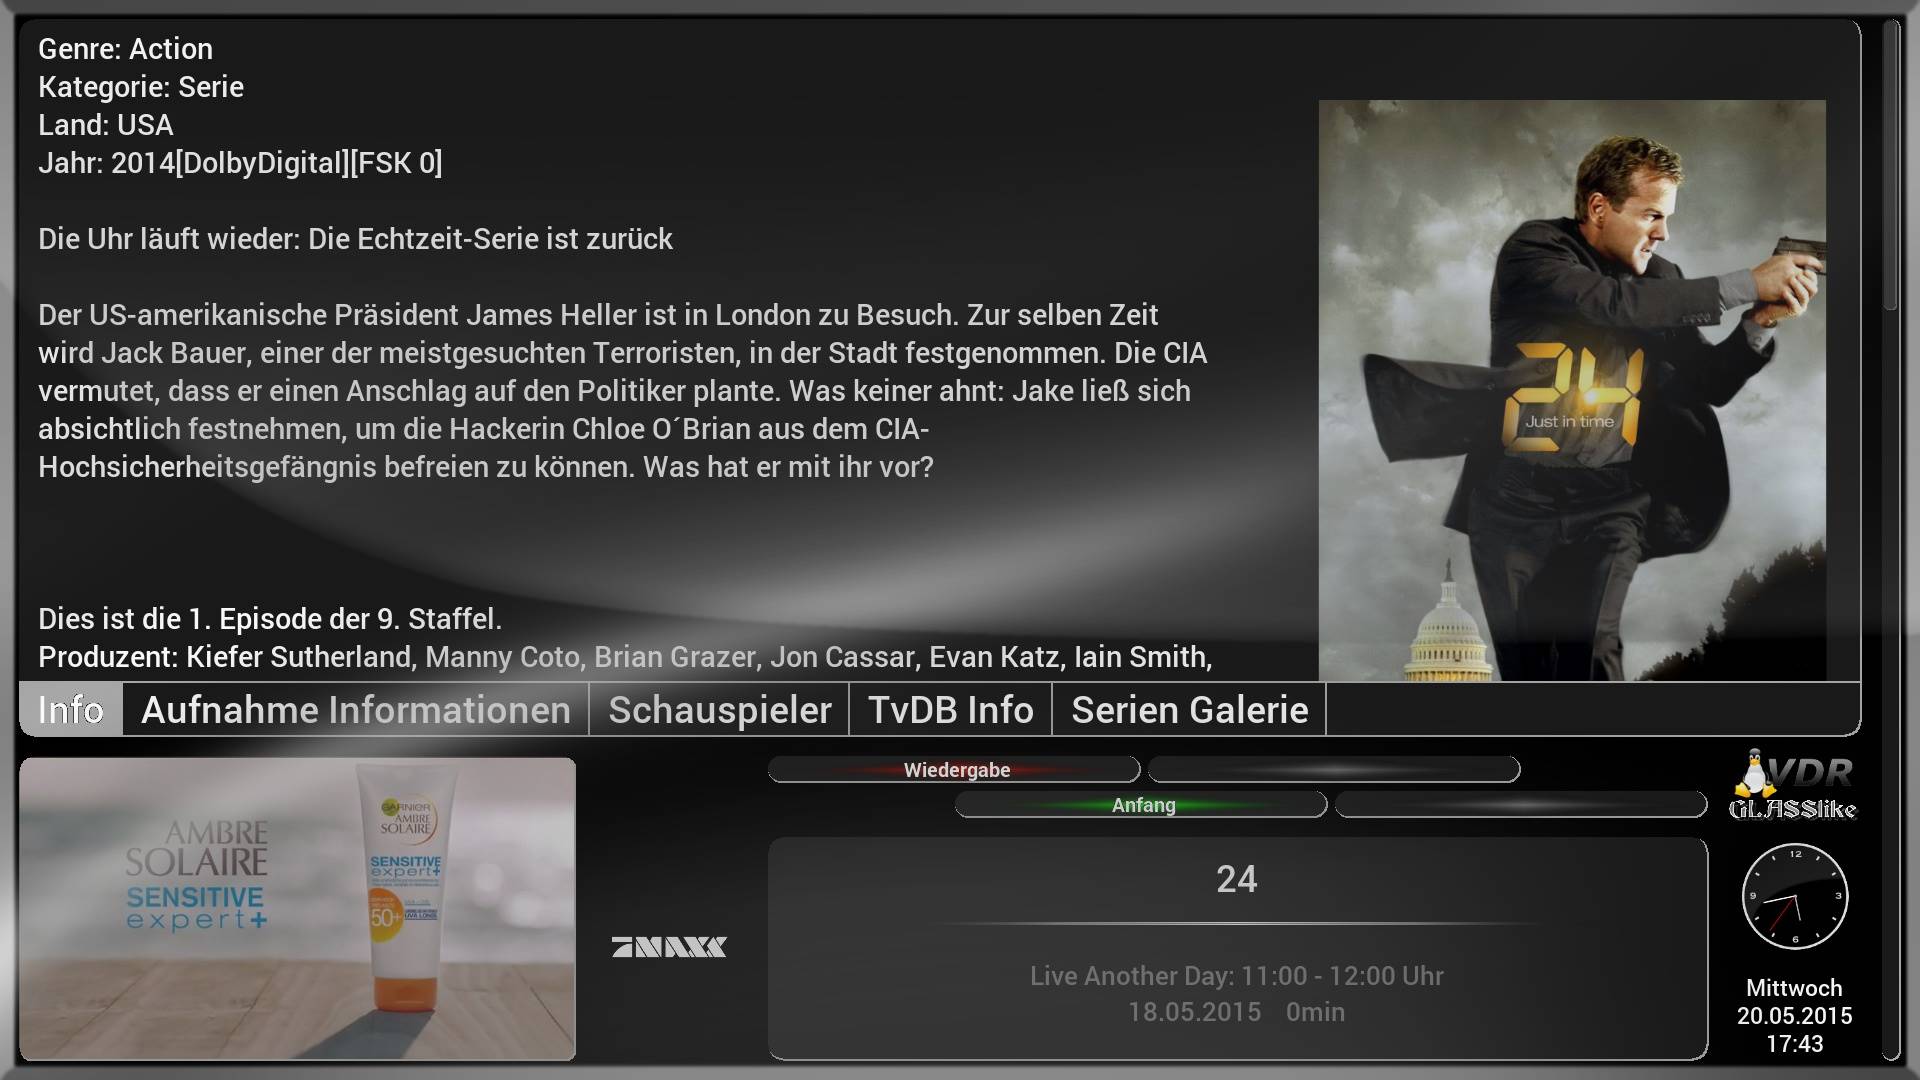 Genre: Action
Kategorie: Serie
Land: USA
Jahr: 2014[DolbyDigital][FSK 0]
Die Uhr läuft wieder: Die Echtzeit-Serie ist zurück
Der US-amerikanische Präsident James Heller ist in London zu Besuch. Zur selben Zeit
wird Jack Bauer, einer der meistgesuchten Terroristen, in der Stadt festgenommen. Die CIA
vermutet, dass er einen Anschlag auf den Politiker plante. Was keiner ahnt: Jake ließ sich
absichtlich festnehmen, um die Hackerin Chloe O´Brian aus dem CIA-
Hochsicherheitsgefängnis befreien zu können. Was hat er mit ihr vor?
Dies ist die 1. Episode der 9. Staffel.
Produzent: Kiefer Sutherland, Manny Coto, Brian Grazer, Jon Cassar, Evan Katz, Iain Smith,
24
Just in time
Info Aufnahme Informationen Schauspieler TvDB Info Serien Galerie
AMBRE
SOLAIRE
SENSITIVE
expert+
GARNIER
AMBRE
SOLAIRE
SENSITIVE
expert+
50+
7MAXX
Wiedergabe
Anfang
24
Live Another Day: 11:00 - 12:00 Uhr
18.05.2015 0min
VDR
GLASSlike
12
9 3
6
Mittwoch
20.05.2015
17:43